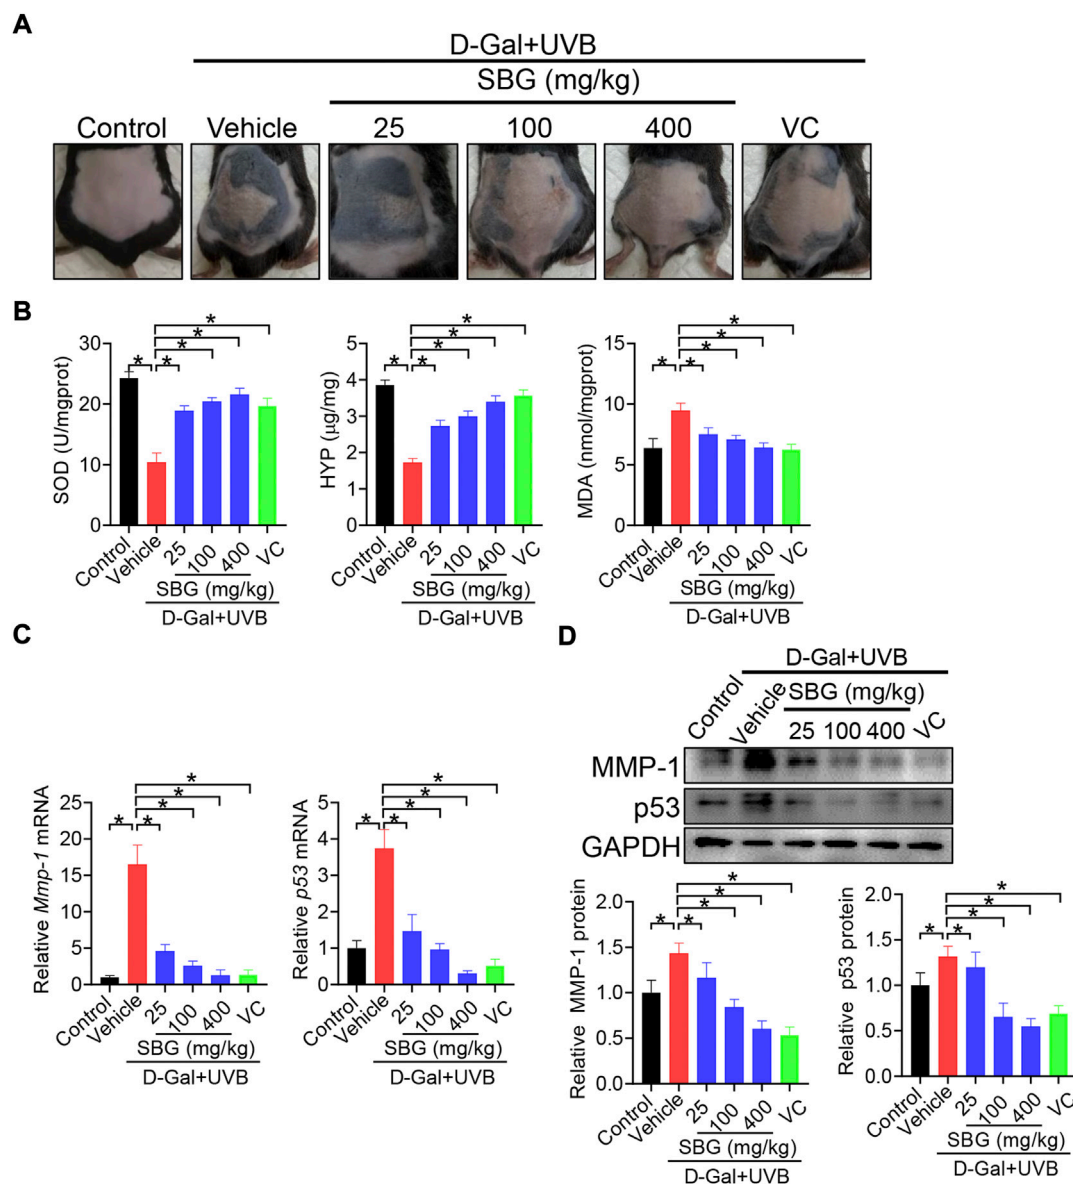 A
D-Gal+UVB
SBG (mg/kg)
Control Vehicle 25 100 400 VC
B
* * * * *
SOD (U/mgprot)
30
20
10
0
Control Vehicle 25 100 400 VC
SBG (mg/kg)
D-Gal+UVB
* * * * *
HYP (μg/mg)
5
4
3
2
1
0
Control Vehicle 25 100 400 VC
SBG (mg/kg)
D-Gal+UVB
* * * * *
MDA (nmol/mgprot)
15
10
5
0
Control Vehicle 25 100 400 VC
SBG (mg/kg)
D-Gal+UVB
C
* * * * *
Relative Mmp-1 mRNA
25
20
15
10
5
0
Control Vehicle 25 100 400 VC
SBG (mg/kg)
D-Gal+UVB
* * * * *
Relative p53 mRNA
5
4
3
2
1
0
Control Vehicle 25 100 400 VC
SBG (mg/kg)
D-Gal+UVB
D
D-Gal+UVB
SBG (mg/kg)
Control Vehicle 25 100 400 VC
MMP-1
p53
GAPDH
* * * * *
Relative MMP-1 protein
2.0
1.5
1.0
0.5
0.0
Control Vehicle 25 100 400 VC
SBG (mg/kg)
D-Gal+UVB
* * * * *
Relative p53 protein
2.0
1.5
1.0
0.5
0.0
Control Vehicle 25 100 400 VC
SBG (mg/kg)
D-Gal+UVB